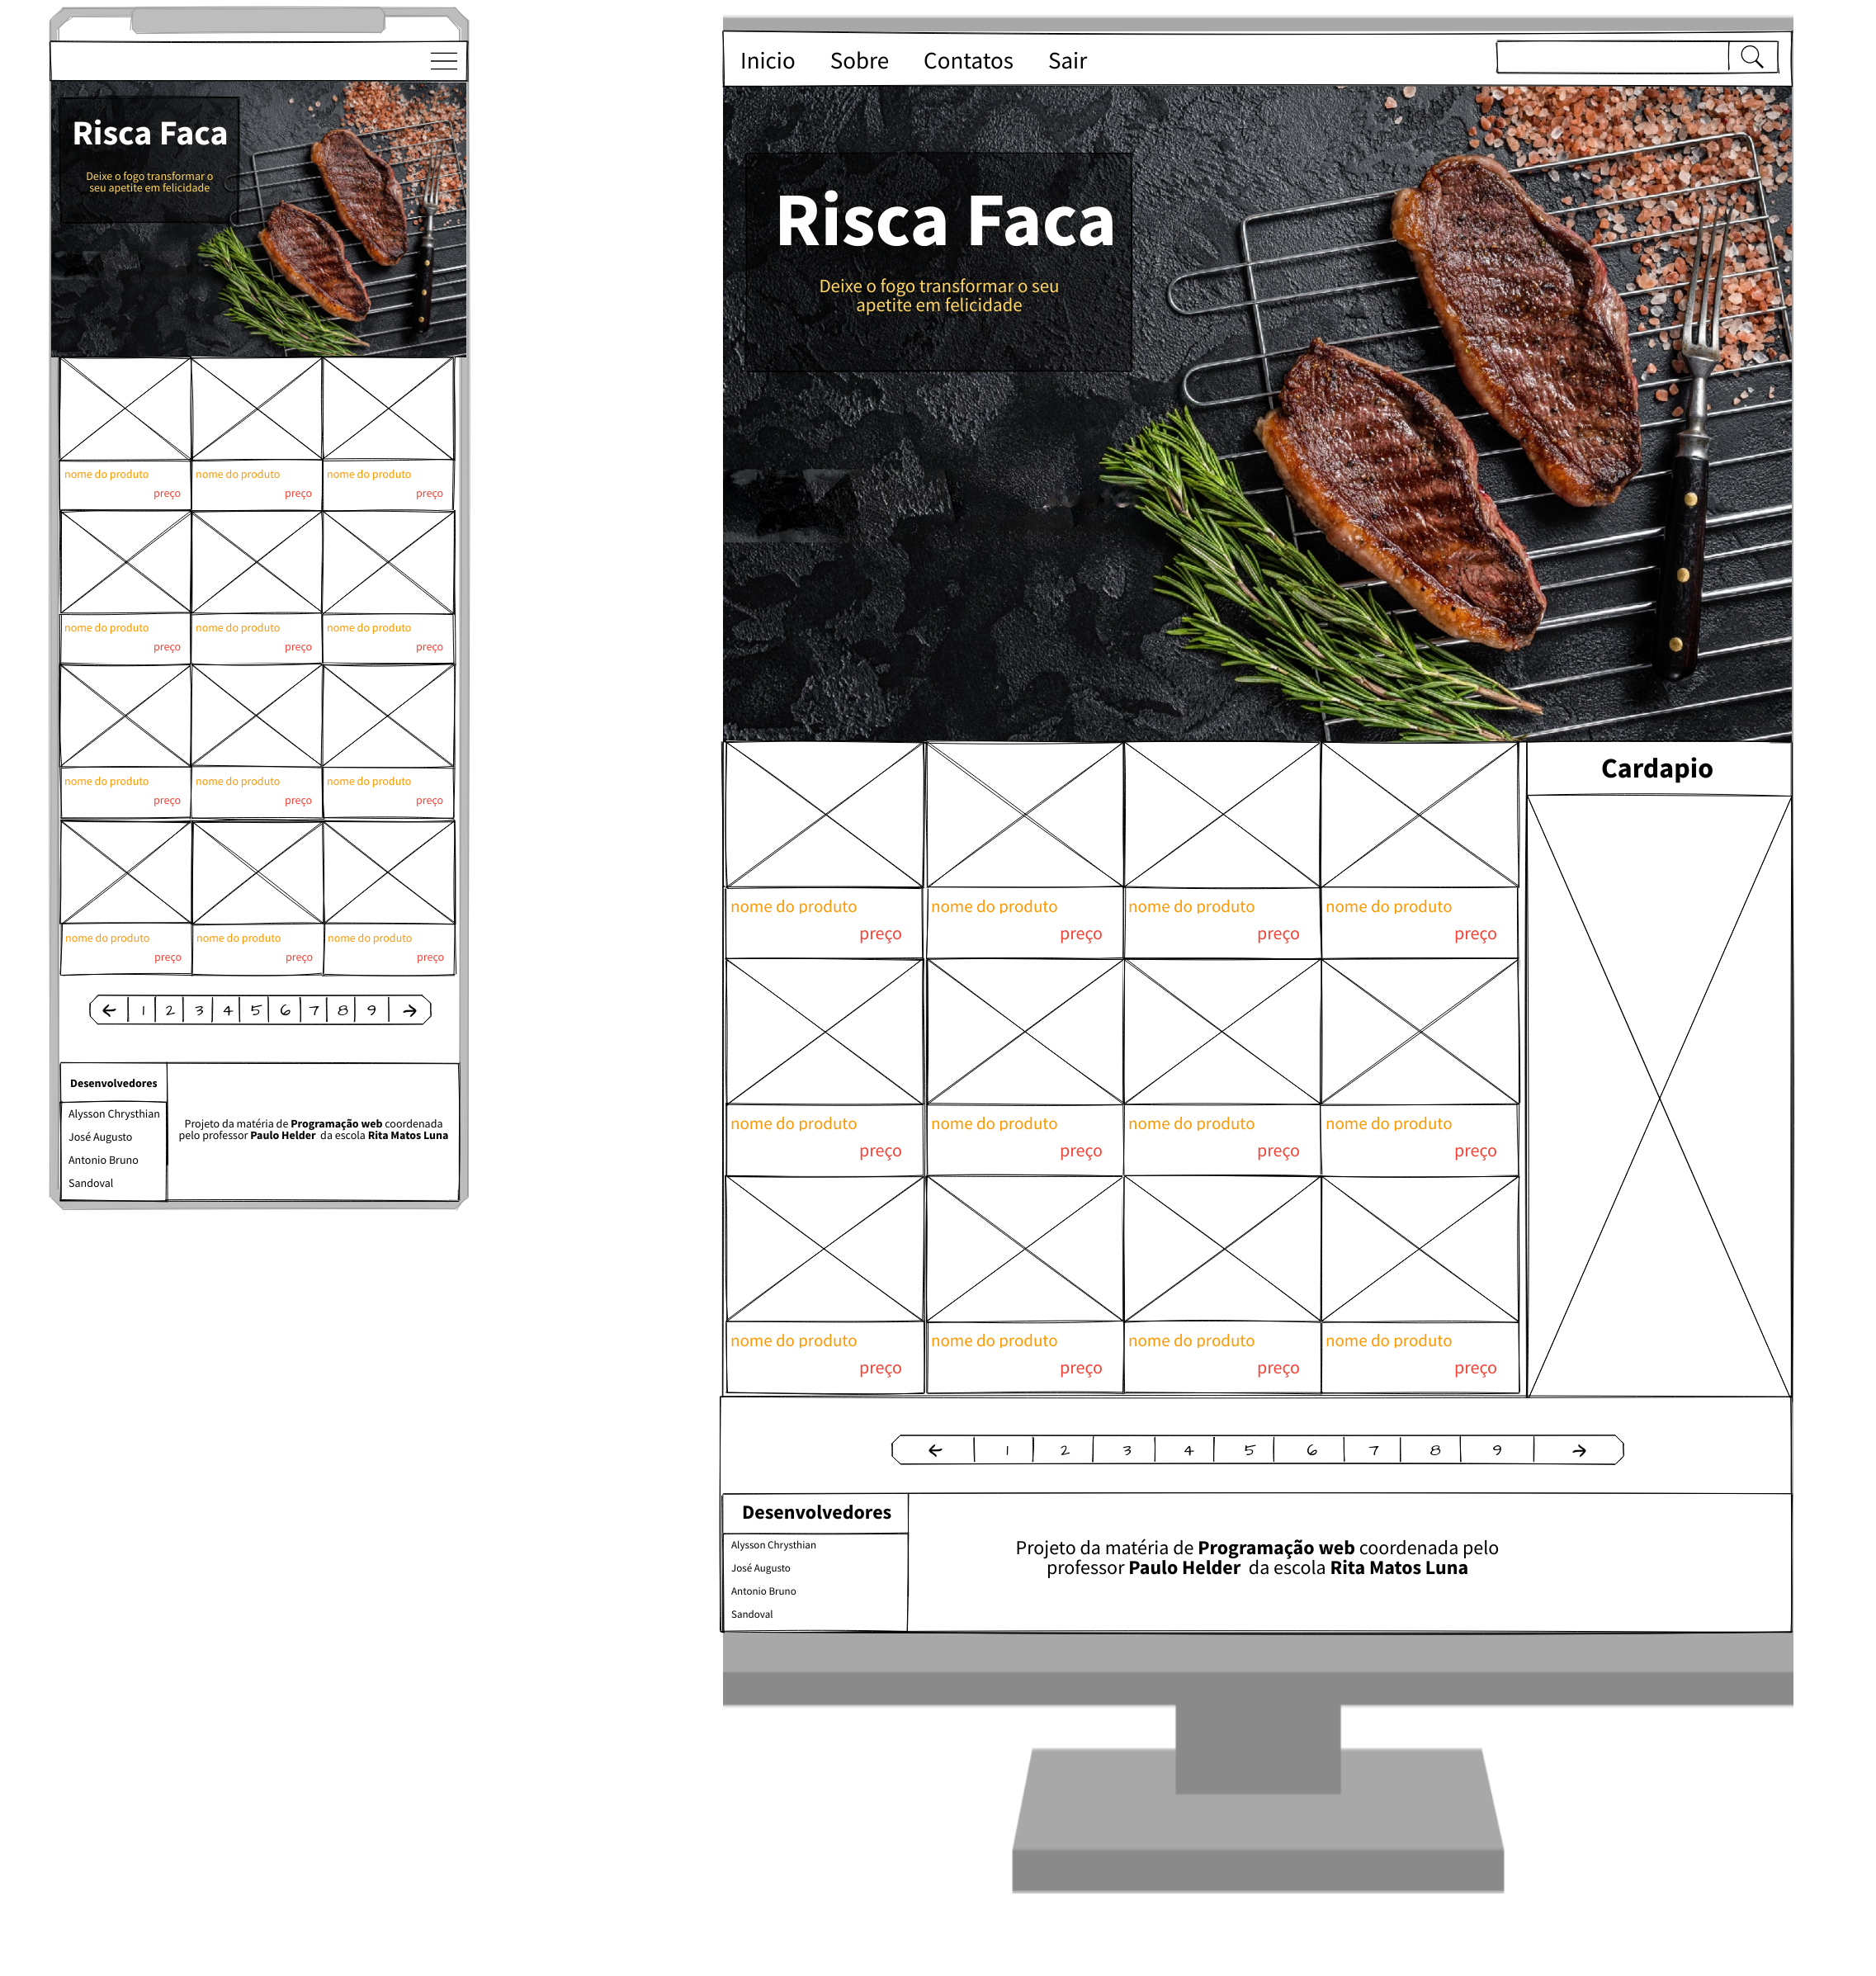 Risca Faca
Deixe o fogo transformar o
seu apetite em felicidade
nome do produto nome do produto nome do produto
preço preço preço
nome do produto nome do produto nome do produto
preço preço preço
nome do produto nome do produto nome do produto
preço preço preço
nome do produto nome do produto nome do produto
preço preço preço
← 1 2 3 4 5 6 7 8 9 →
Desenvolvedores
Alysson Chrysthian
José Augusto
Antonio Bruno
Sandoval
Projeto da matéria de Programação web coordenada
pelo professor Paulo Helder da escola Rita Matos Luna
Inicio Sobre Contatos Sair
Risca Faca
Deixe o fogo transformar o seu
apetite em felicidade
Cardapio
nome do produto nome do produto nome do produto nome do produto
preço preço preço preço
nome do produto nome do produto nome do produto nome do produto
preço preço preço preço
nome do produto nome do produto nome do produto nome do produto
preço preço preço preço
← 1 2 3 4 5 6 7 8 9 →
Desenvolvedores
Alysson Chrysthian
José Augusto
Antonio Bruno
Sandoval
Projeto da matéria de Programação web coordenada pelo
professor Paulo Helder da escola Rita Matos Luna